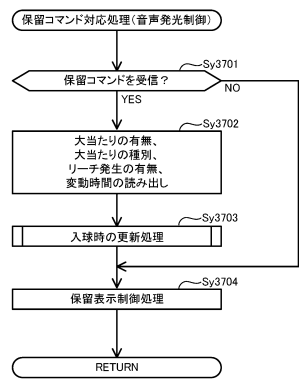 保留コマンド対応処理(音声発光制御)
Sy3701
保留コマンドを受信?
NO
YES
Sy3702
大当たりの有無、
大当たりの種別、
リーチ発生の有無、
変動時間の読み出し
Sy3703
入球時の更新処理
Sy3704
保留表示制御処理
RETURN